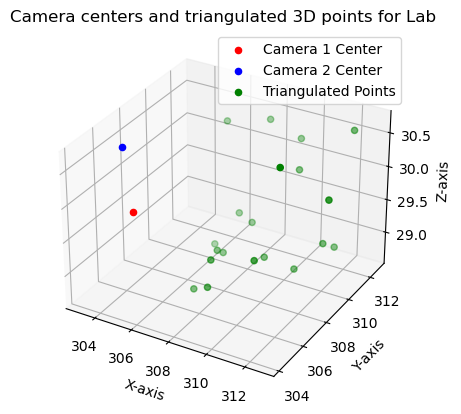 Camera centers and triangulated 3D points for Lab
Camera 1 Center
Camera 2 Center
Triangulated Points
30.5
30.0
29.5
29.0
Z-axis
304
306
308
310
312
X-axis
304
306
308
310
312
Y-axis